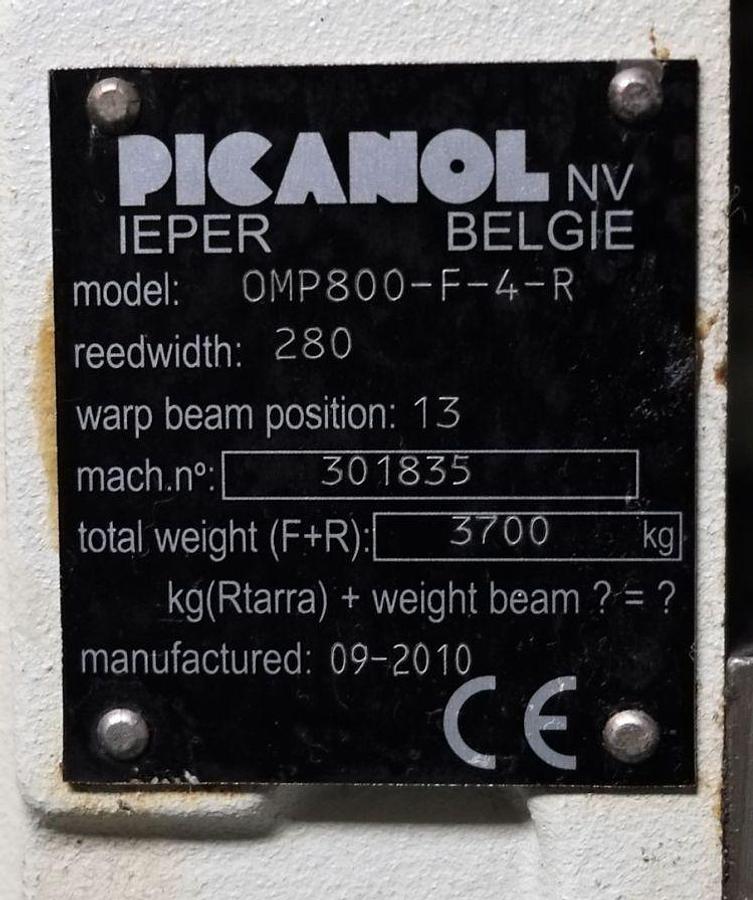 PICANOL NV
IEPER BELGIE
model: OMP800-F-4-R
reedwidth: 280
warp beam position: 13
mach.nº: 301835
total weight (F+R): 3700 kg
kg(Rtarra) + weight beam ? = ?
manufactured: 09-2010
CE